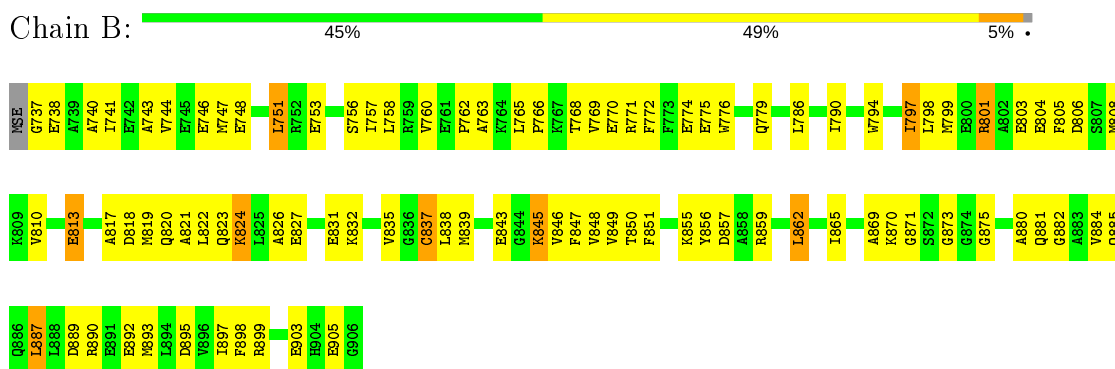 Chain B:
45% 49% 5% •
MSE G737 E738 A739 A740 I741 E742 A743 V744 E745 E746 M747 E748 L751 R752 E753 S756 I757 L758 R759 V760 E761 P762 A763 K764 L765 P766 K767 T768 V769 E770 R771 F772 F773 E774 E775 W776 Q779 L786 I790 W794 I797 L798 M799 E800 R801 A802 E803 E804 F805 D806 S807
K809 V810 E813 A817 D818 M819 Q820 A821 L822 Q823 K824 L825 A826 E827 E831 K832 V835 G836 C837 L838 M839 E843 G844 K845 V846 F847 V848 V849 T850 F851 K855 Y856 D857 A858 R859 L862 I865 A869 K870 G871 S872 G873 G874 G875 A880 Q881 G882 A883 V884
Q886 L887 L888 D889 R890 E891 E892 M893 L894 D895 V896 I897 F898 R899 E903 H904 E905 G906